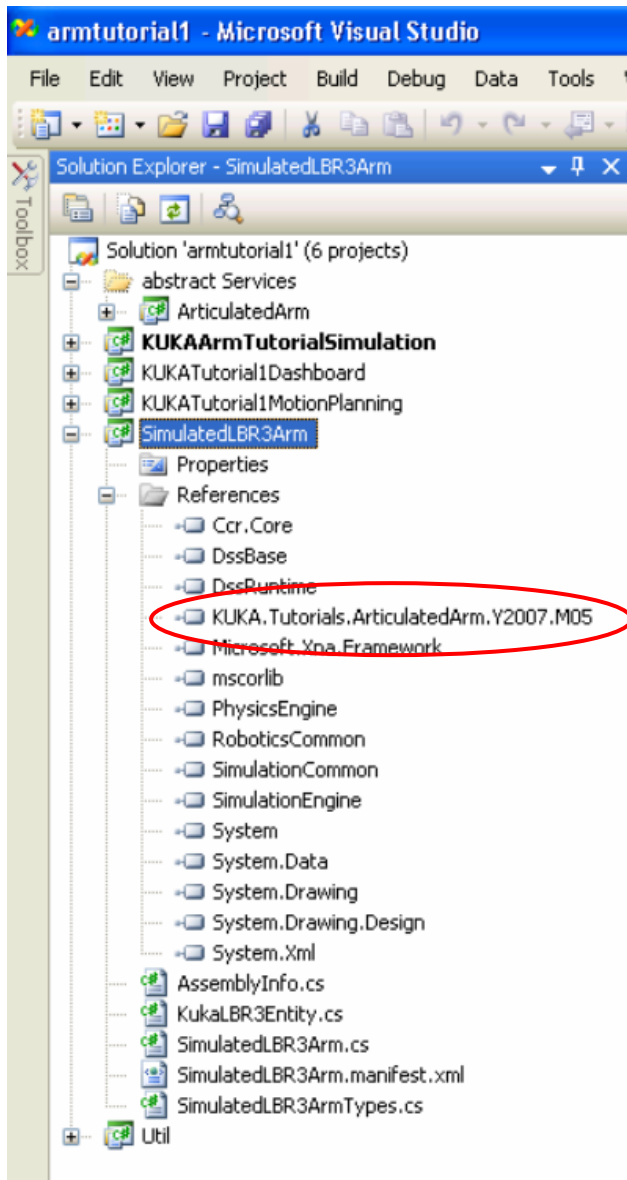 armtutorial1 - Microsoft Visual Studio
File Edit View Project Build Debug Data Tools
Solution Explorer - SimulatedLBR3Arm
Toolbox
Solution 'armtutorial1' (6 projects)
abstract Services
ArticulatedArm
KUKAArmTutorialSimulation
KUKATutorial1Dashboard
KUKATutorial1MotionPlanning
SimulatedLBR3Arm
Properties
References
Ccr.Core
DssBase
DssRuntime
KUKA.Tutorials.ArticulatedArm.Y2007.M05
Microsoft.Xna.Framework
mscorlib
PhysicsEngine
RoboticsCommon
SimulationCommon
SimulationEngine
System
System.Data
System.Drawing
System.Drawing.Design
System.Xml
AssemblyInfo.cs
KukaLBR3Entity.cs
SimulatedLBR3Arm.cs
SimulatedLBR3Arm.manifest.xml
SimulatedLBR3ArmTypes.cs
Util